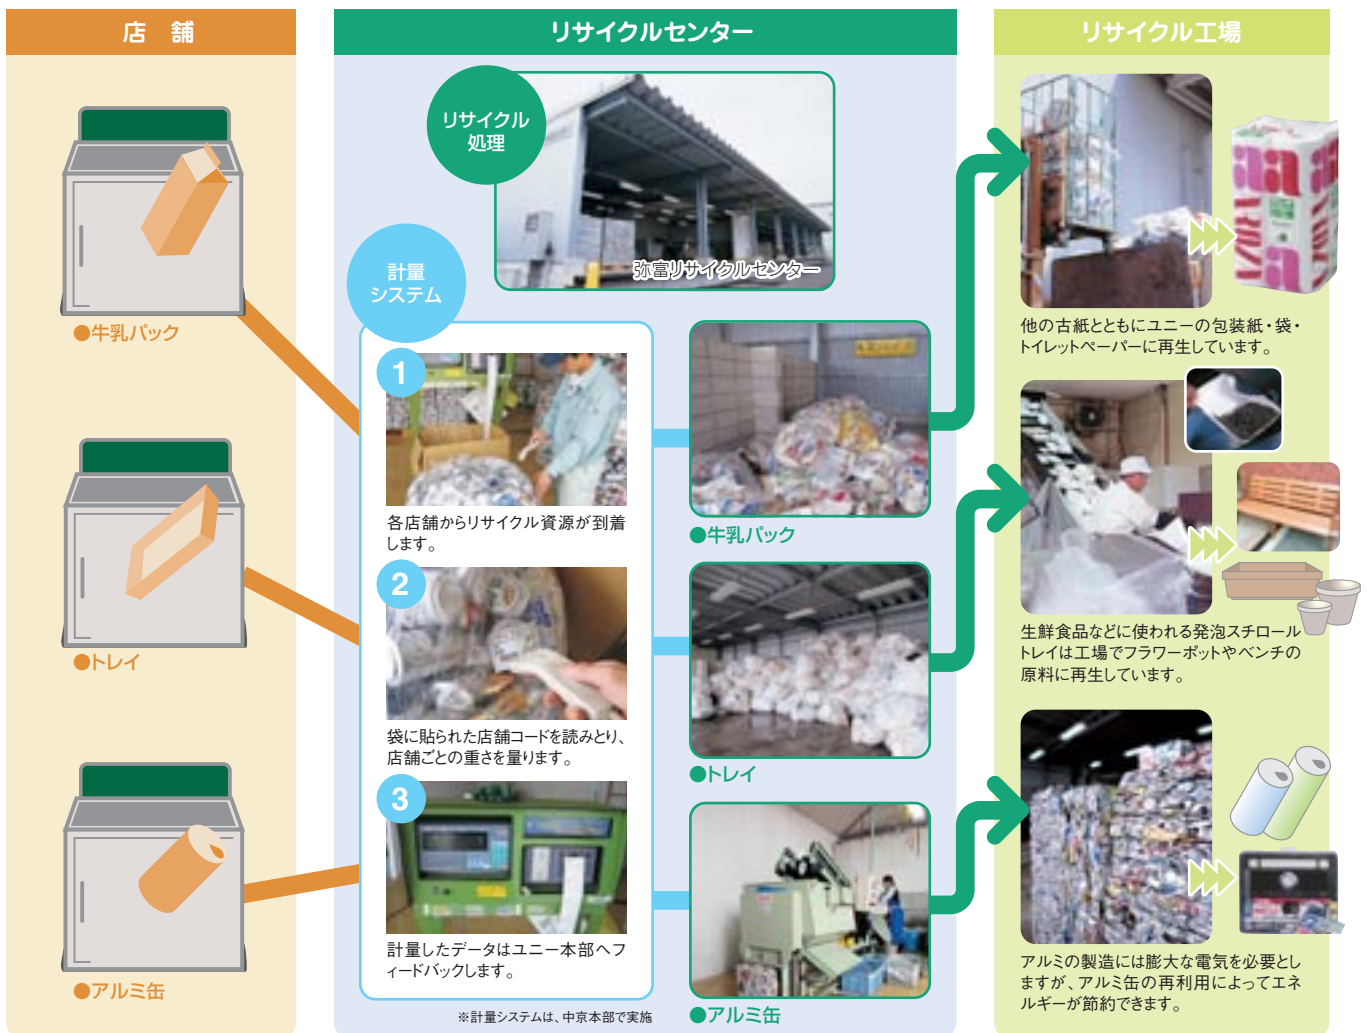 店 舗
●牛乳パック
●トレイ
●アルミ缶
リサイクルセンター
リサイクル
処理
弥富リサイクルセンター
計量
システム
1
各店舗からリサイクル資源が到着
します。
2
袋に貼られた店舗コードを読みとり、
店舗ごとの重さを量ります。
3
計量したデータはユニー本部へフ
ィードバックします。
※計量システムは、中京本部で実施
●牛乳パック
●トレイ
●アルミ缶
リサイクル工場
他の古紙とともにユニーの包装紙・袋・
トイレットペーパーに再生しています。
生鮮食品などに使われる発泡スチロール
トレイは工場でフラワーポットやベンチの
原料に再生しています。
アルミの製造には膨大な電気を必要とし
ますが、アルミ缶の再利用によってエネ
ルギーが節約できます。